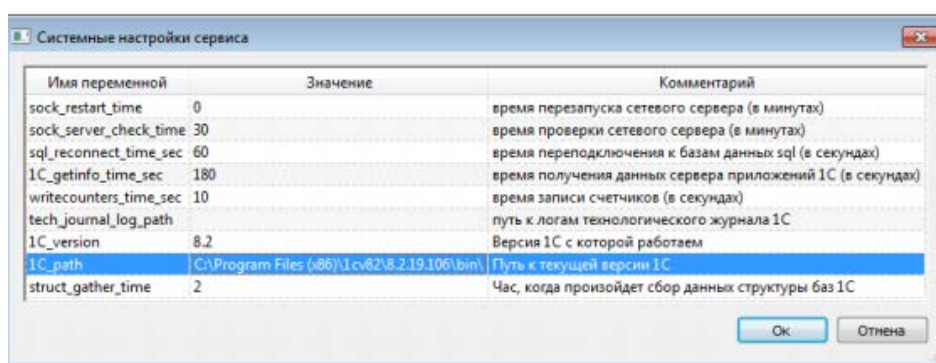 Системные настройки сервиса
Имя переменной Значение Комментарий
sock_restart_time 0 время перезапуска сетевого сервера (в минутах)
sock_server_check_time 30 время проверки сетевого сервера (в минутах)
sql_reconnect_time_sec 60 время переподключения к базам данных sql (в секундах)
1C_getinfo_time_sec 180 время получения данных сервера приложений 1С (в секундах)
writecounters_time_sec 10 время записи счетчиков (в секундах)
tech_journal_log_path путь к логам технологического журнала 1С
1C_version 8.2 Версия 1С с которой работаем
1C_path C:\Program Files (x86)\1cv82\8.2.19.106\bin\ Путь к текущей версии 1С
struct_gather_time 2 Час, когда произойдет сбор данных структуры баз 1С
Ок Отмена